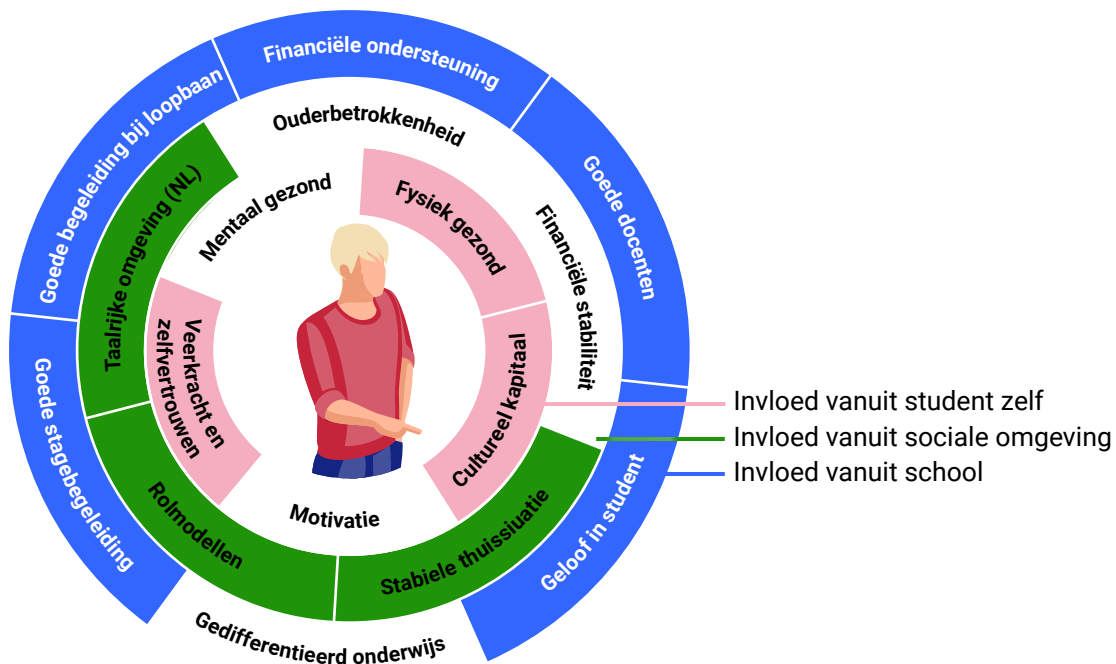 Financiële ondersteuning
Goede docenten
Geloof in student
Gedifferentieerd onderwijs
Goede stagebegeleiding
Goede begeleiding bij loopbaan
Ouderbetrokkenheid
Financiële stabiliteit
Stabiele thuissiuatie
Rolmodellen
Taalrijke omgeving (NL)
Mentaal gezond
Fysiek gezond
Cultureel kapitaal
Motivatie
Veerkracht en
zelfvertrouwen
Invloed vanuit student zelf
Invloed vanuit sociale omgeving
Invloed vanuit school